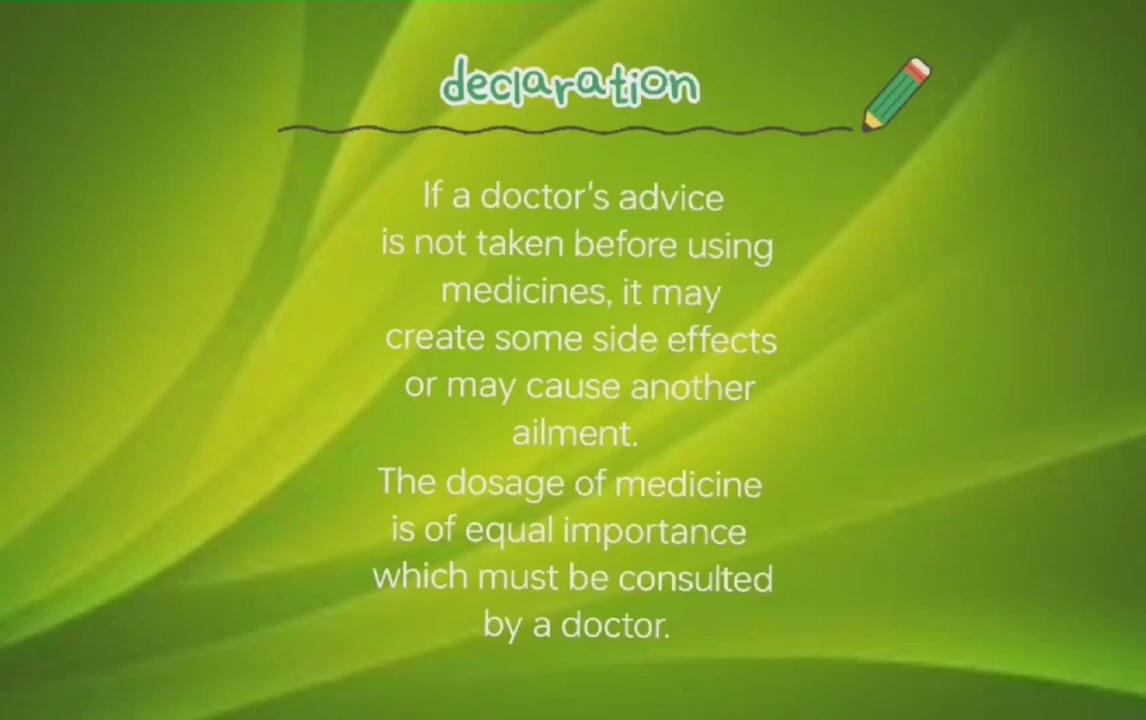 declaration
If a doctor's advice
is not taken before using
medicines, it may
create some side effects
or may cause another
ailment.
The dosage of medicine
is of equal importance
which must be consulted
by a doctor.